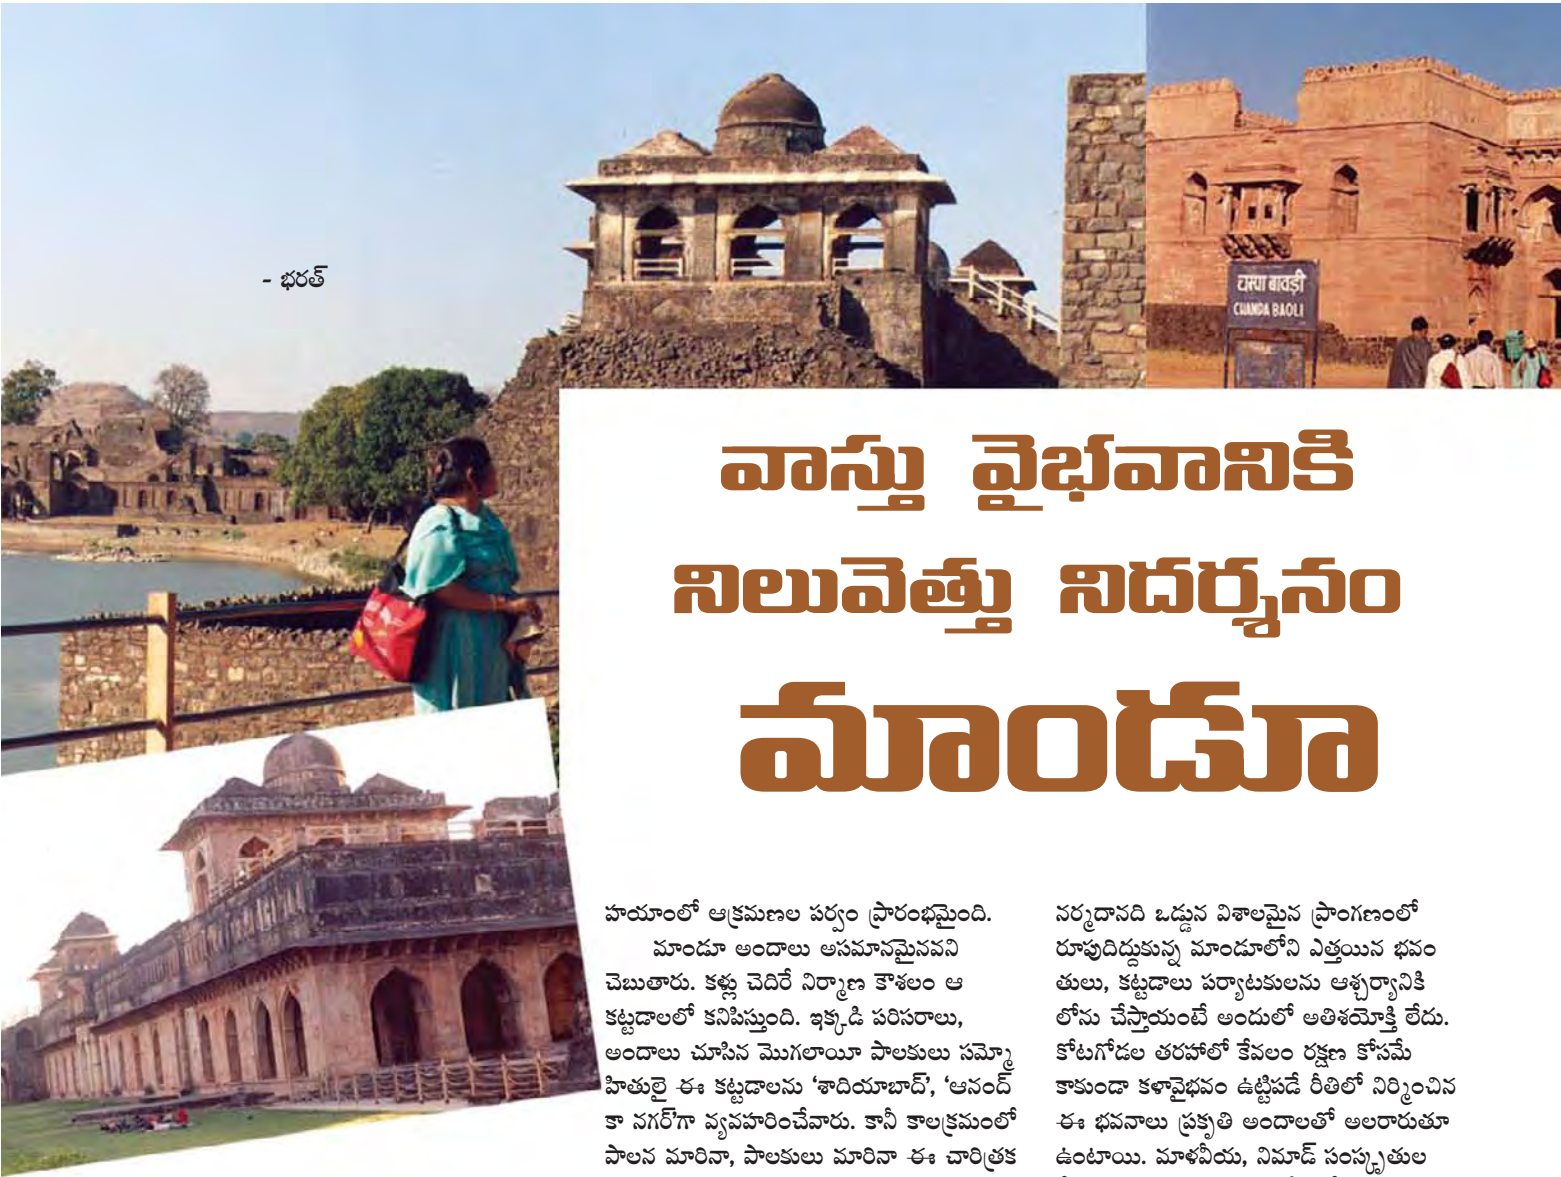 - భరత్
चम्पा बावड़ी
CHANDA BAOLI
వాస్తు వైభవానికి
నిలువెత్తు నిదర్శనం
మాండూ
హయాంలో ఆక్రమణల పర్వం ప్రారంభమైంది.
మాండూ అందాలు అసమానమైనవని
చెబుతారు. కళ్లు చెదిరే నిర్మాణ కౌశలం ఆ
కట్టడాలలో కనిపిస్తుంది. ఇక్కడి పరిసరాలు,
అందాలు చూసిన మొగలాయీ పాలకులు సమ్మో
హితులై ఈ కట్టడాలను ‘శాదియాబాద్’, ‘ఆనంద్
కా నగర్’గా వ్యవహరించేవారు. కానీ కాలక్రమంలో
పాలన మారినా, పాలకులు మారినా ఈ చారిత్రక
నర్మదానది ఒడ్డున విశాలమైన ప్రాంగణంలో
రూపుదిద్దుకున్న మాండూలోని ఎత్తయిన భవం
తులు, కట్టడాలు పర్యాటకులను ఆశ్చర్యానికి
లోను చేస్తాయంటే అందులో అతిశయోక్తి లేదు.
కోటగోడల తరహాలో కేవలం రక్షణ కోసమే
కాకుండా కళావైభవం ఉట్టిపడే రీతిలో నిర్మించిన
ఈ భవనాలు ప్రకృతి అందాలతో అలరారుతూ
ఉంటాయి. మాళవీయ, నిమాడ్ సంస్కృతుల